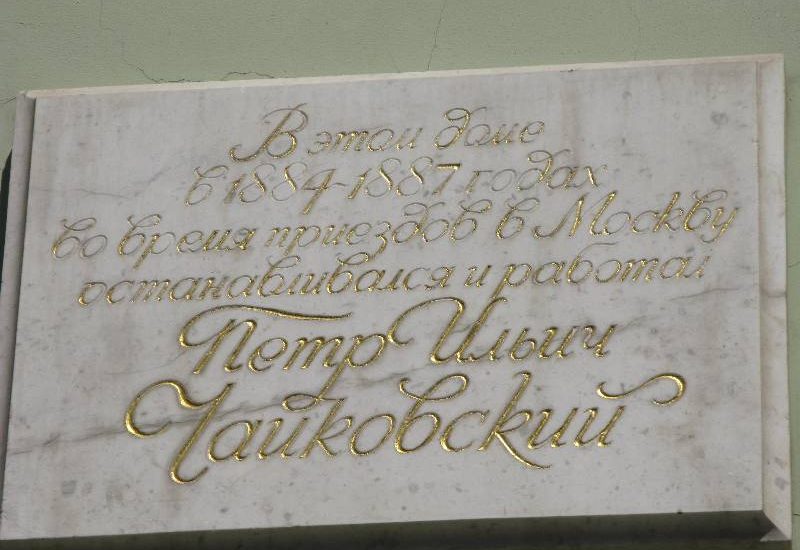 В этом доме
в 1884-1887 годах
во время приездов в Москву
останавливался и работал
Петр Ильич
Чайковский